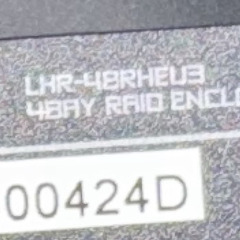 LHR-4BRHEU3
4BAY RAID ENCL
00424D